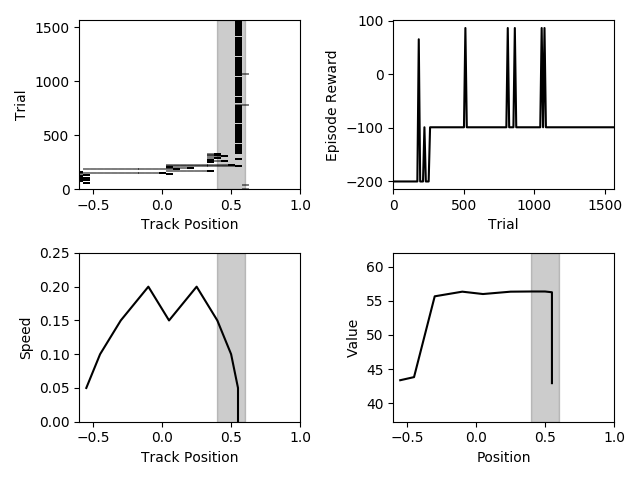 1500
1000
500
0
Trial
−0.5 0.0 0.5 1.0
Track Position
100
0
−100
−200
Episode Reward
0 500 1000 1500
Trial
0.25
0.20
0.15
0.10
0.05
0.00
Speed
−0.5 0.0 0.5 1.0
Track Position
60
55
50
45
40
Value
−0.5 0.0 0.5 1.0
Position